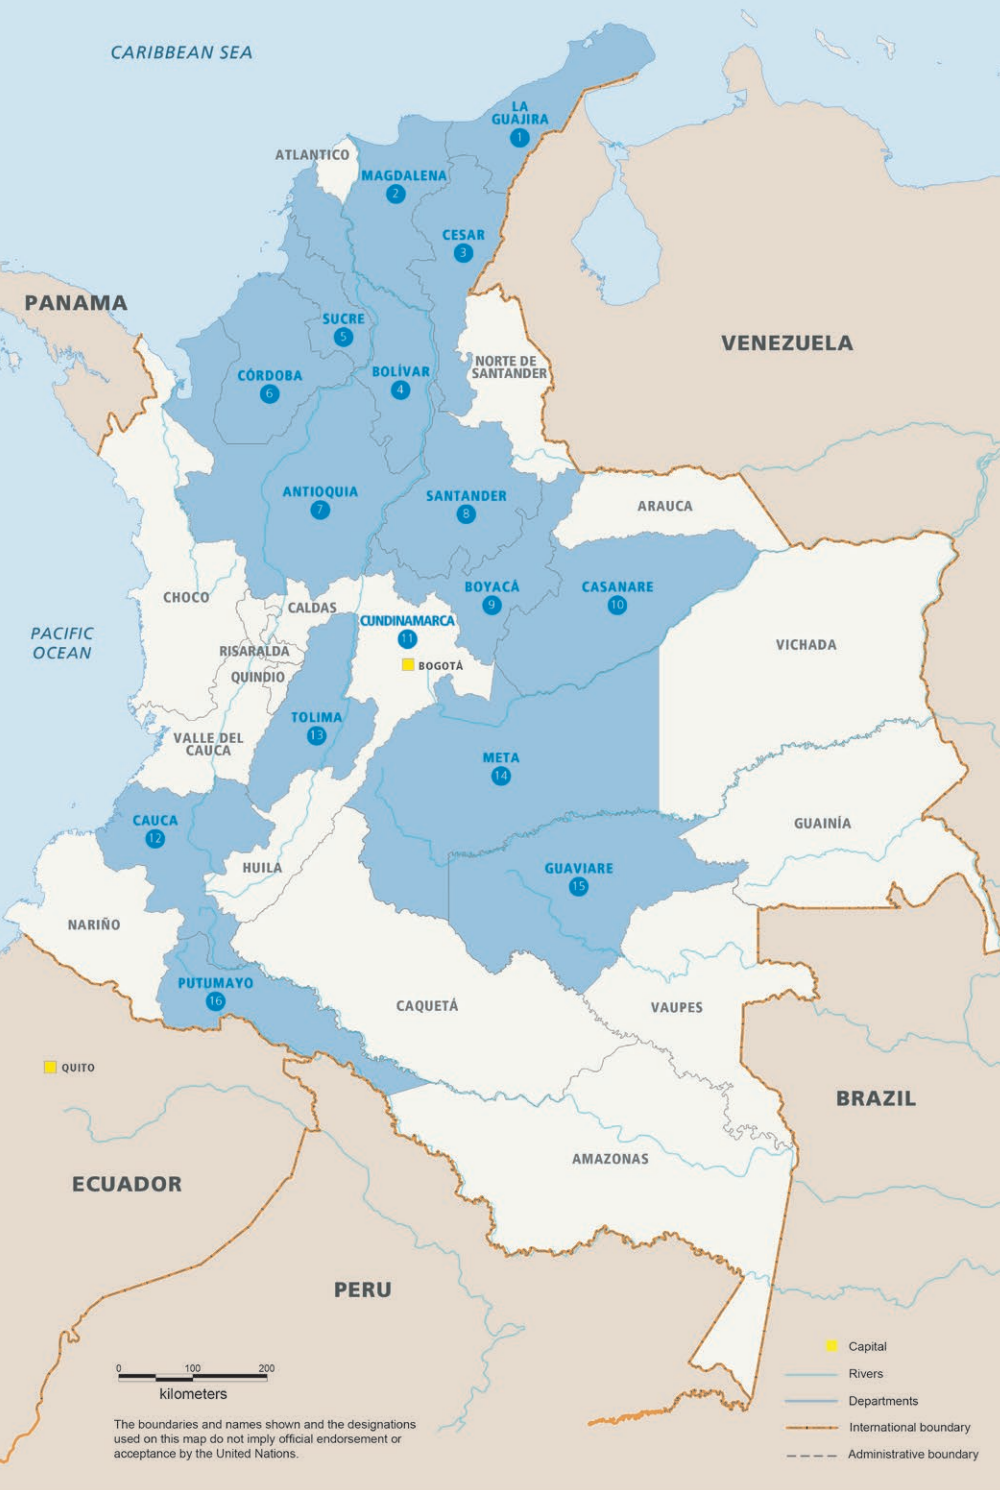 CARIBBEAN SEA
LA
GUAJIRA
1
ATLANTICO
MAGDALENA
2
CESAR
3
PANAMA
SUCRE
5
VENEZUELA
NORTE DE
SANTANDER
CÓRDOBA
6
BOLÍVAR
4
ANTIOQUIA
7
SANTANDER
8
ARAUCA
CHOCO
CALDAS
BOYACÁ
9
CASANARE
10
CUNDINAMARCA
11
PACIFIC
OCEAN
RISARALDA
VICHADA
BOGOTÁ
QUINDIO
TOLIMA
13
VALLE DEL
CAUCA
META
14
CAUCA
12
GUAINÍA
HUILA
GUAVIARE
15
NARIÑO
PUTUMAYO
16
CAQUETÁ
VAUPES
QUITO
BRAZIL
AMAZONAS
ECUADOR
PERU
0 100 200
kilometers
The boundaries and names shown and the designations
used on this map do not imply official endorsement or
acceptance by the United Nations.
Capital
Rivers
Departments
International boundary
Administrative boundary